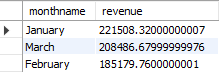 monthname revenue
January 221508.32000000007
March 208486.67999999976
February 185179.7600000001